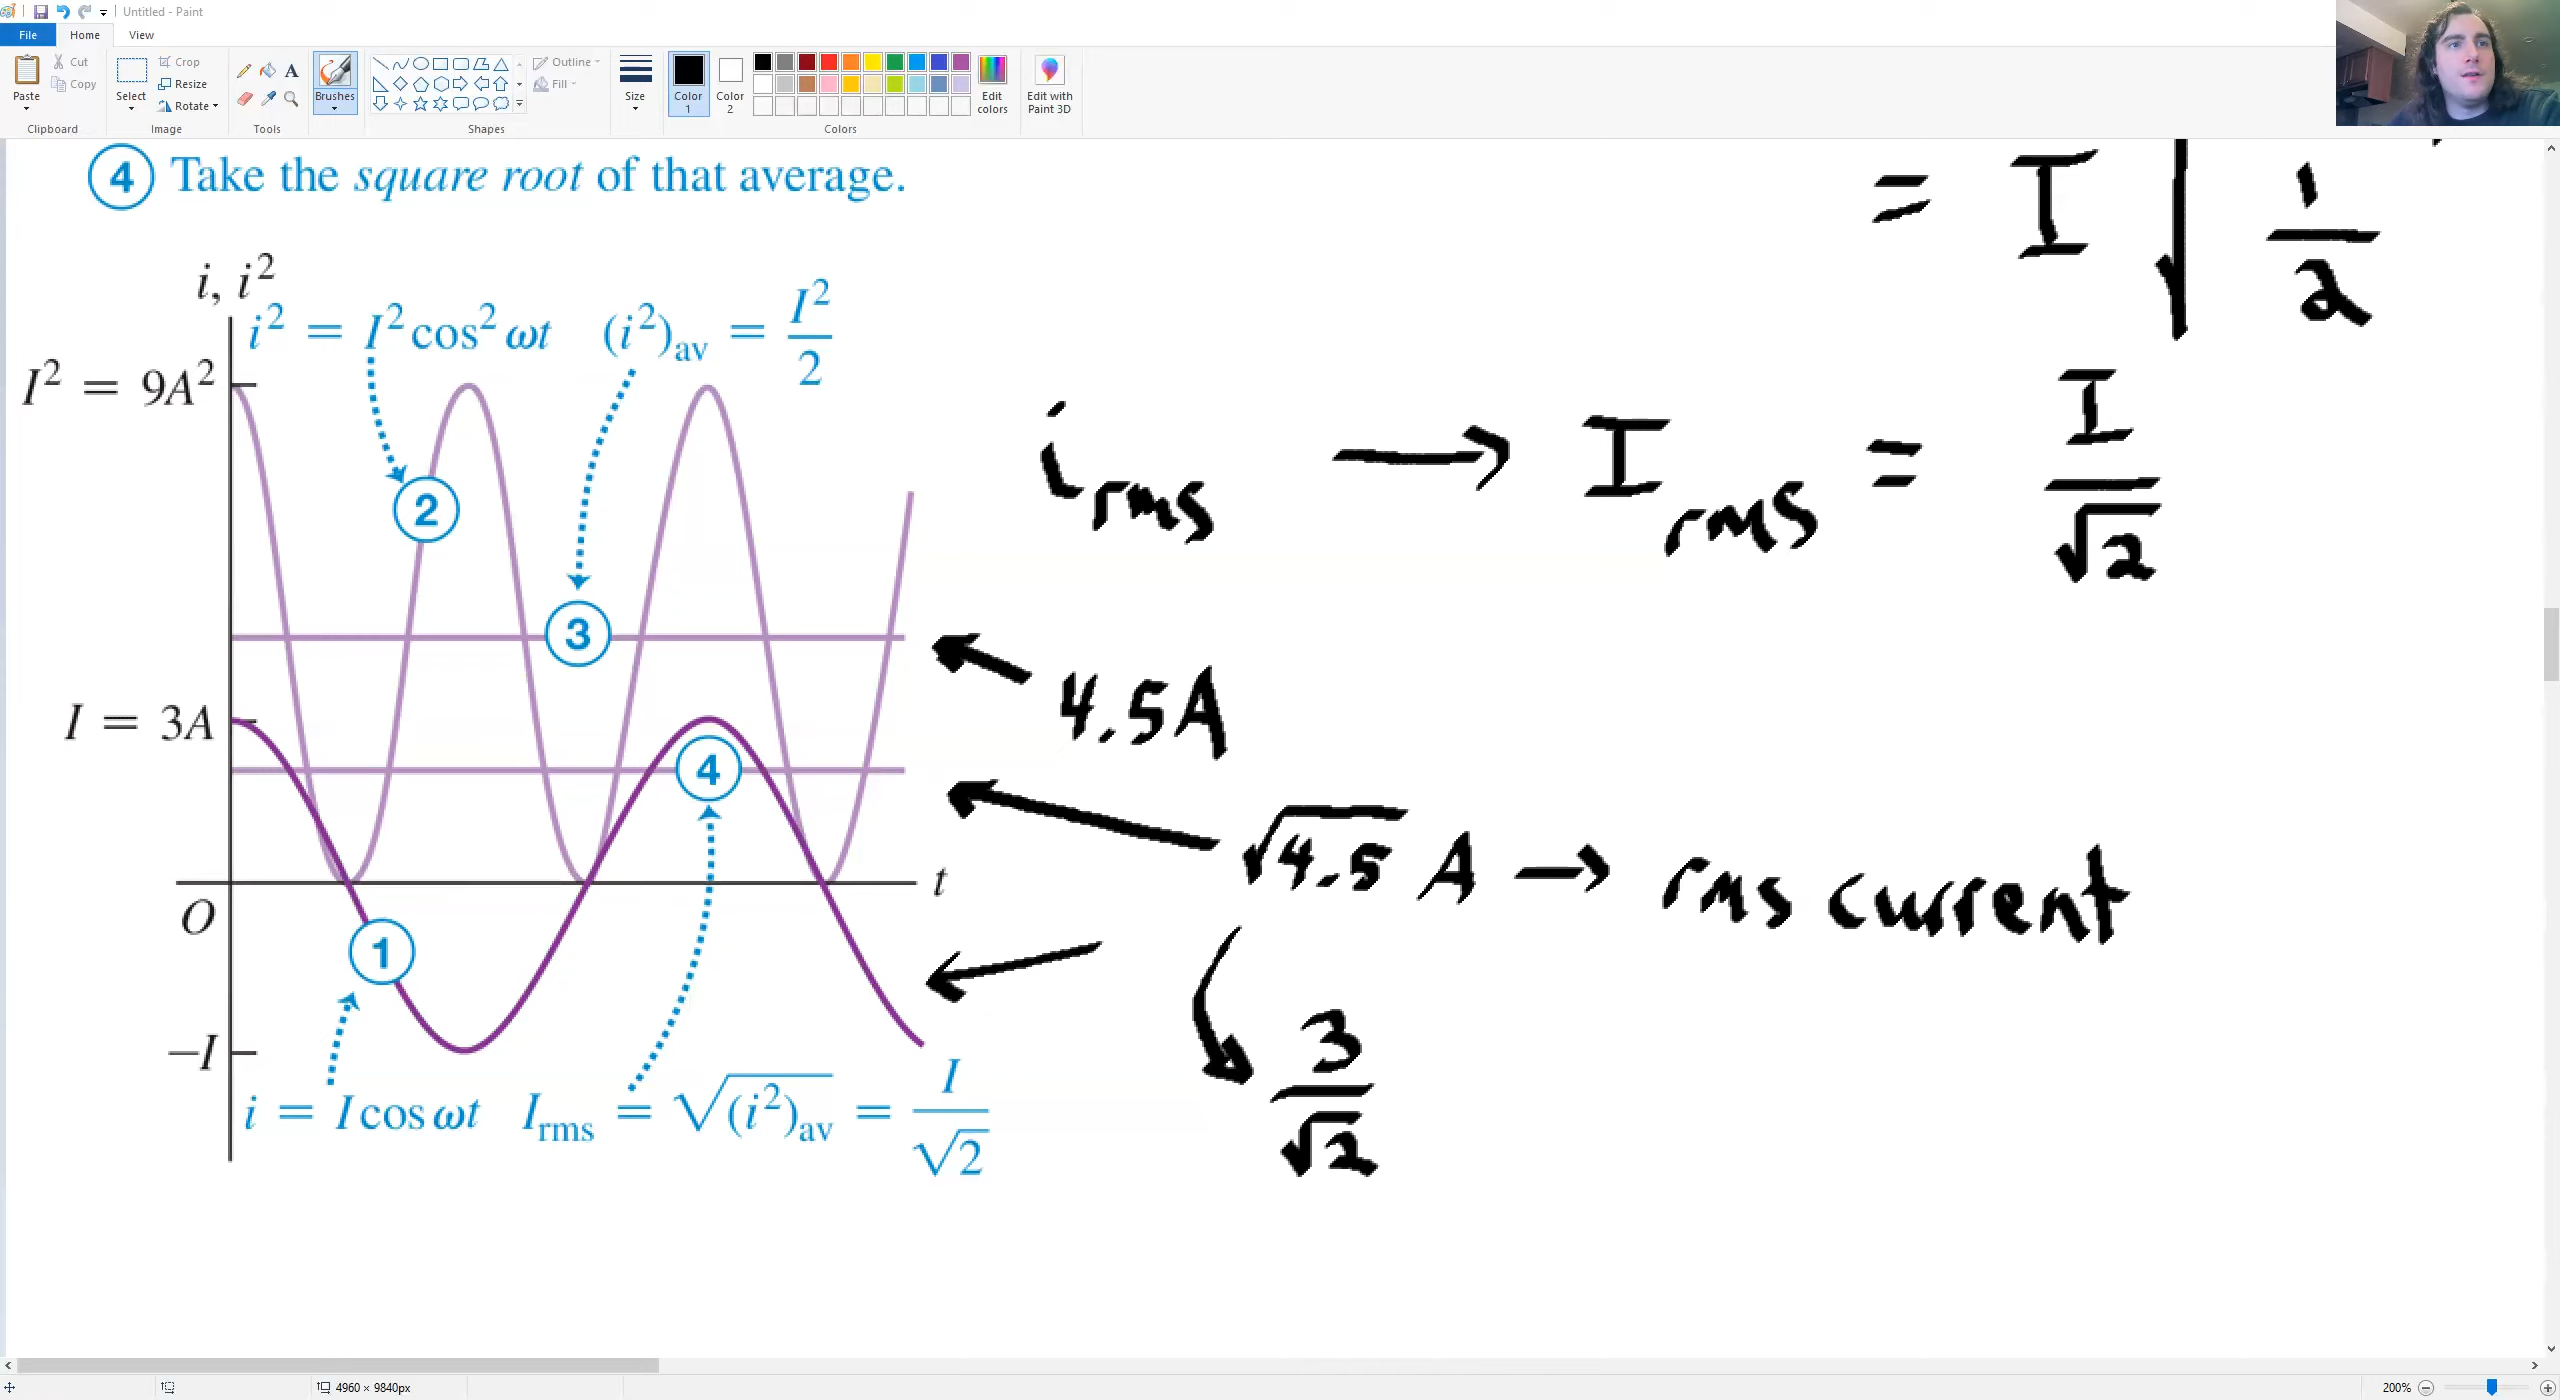 Untitled - Paint
File Home View
Paste
Cut
Copy
Clipboard
Select
Crop
Resize
Rotate
Image
Tools
Brushes
Shapes
Outline
Fill
Size
Color 1
Color 2
Colors
Edit colors
Edit with Paint 3D
④ Take the square root of that average.
= I √ 1/2
i, i²
i² = I² cos² ωt (i²)av = I²/2
I² = 9A²
2
i rms → I rms = I/√2
3
4.5A
I = 3A
4
√4.5 A → rms current
O
t
1
3/√2
−I
i = I cos ωt Irms = √(i²)av = I/√2
4960 × 9840px
200%